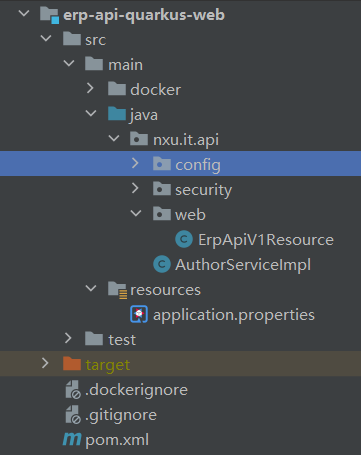 erp-api-quarkus-web
src
main
docker
java
nxu.it.api
config
security
web
ErpApiV1Resource
AuthorServiceImpl
resources
application.properties
test
target
.dockerignore
.gitignore
pom.xml